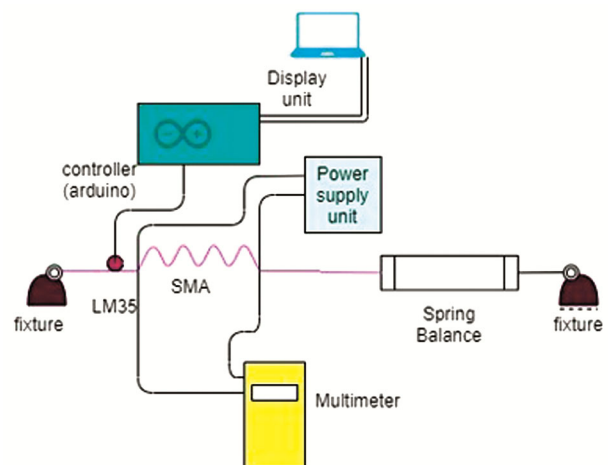 Display
unit
controller
(arduino)
Power
supply
unit
SMA
LM35
fixture
Spring
Balance
fixture
Multimeter